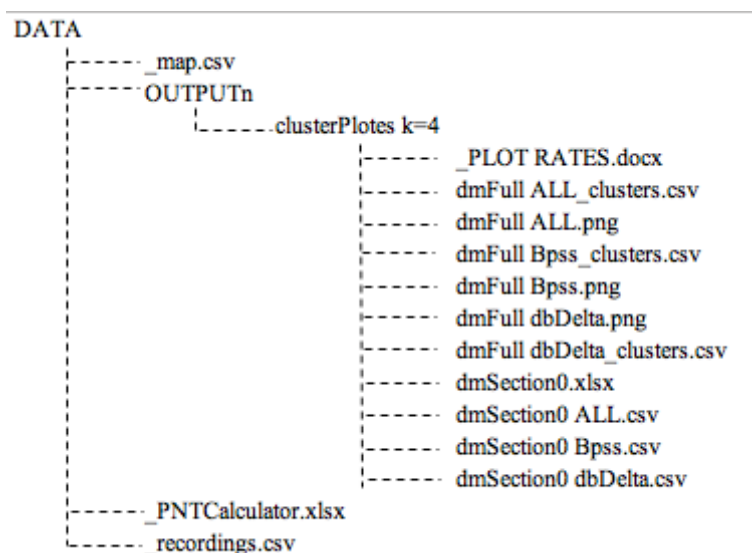 DATA
_map.csv
OUTPUTn
clusterPlotes k=4
_PLOT RATES.docx
dmFull ALL_clusters.csv
dmFull ALL.png
dmFull Bpss_clusters.csv
dmFull Bpss.png
dmFull dbDelta.png
dmFull dbDelta_clusters.csv
dmSection0.xlsx
dmSection0 ALL.csv
dmSection0 Bpss.csv
dmSection0 dbDelta.csv
_PNTCalculator.xlsx
_recordings.csv